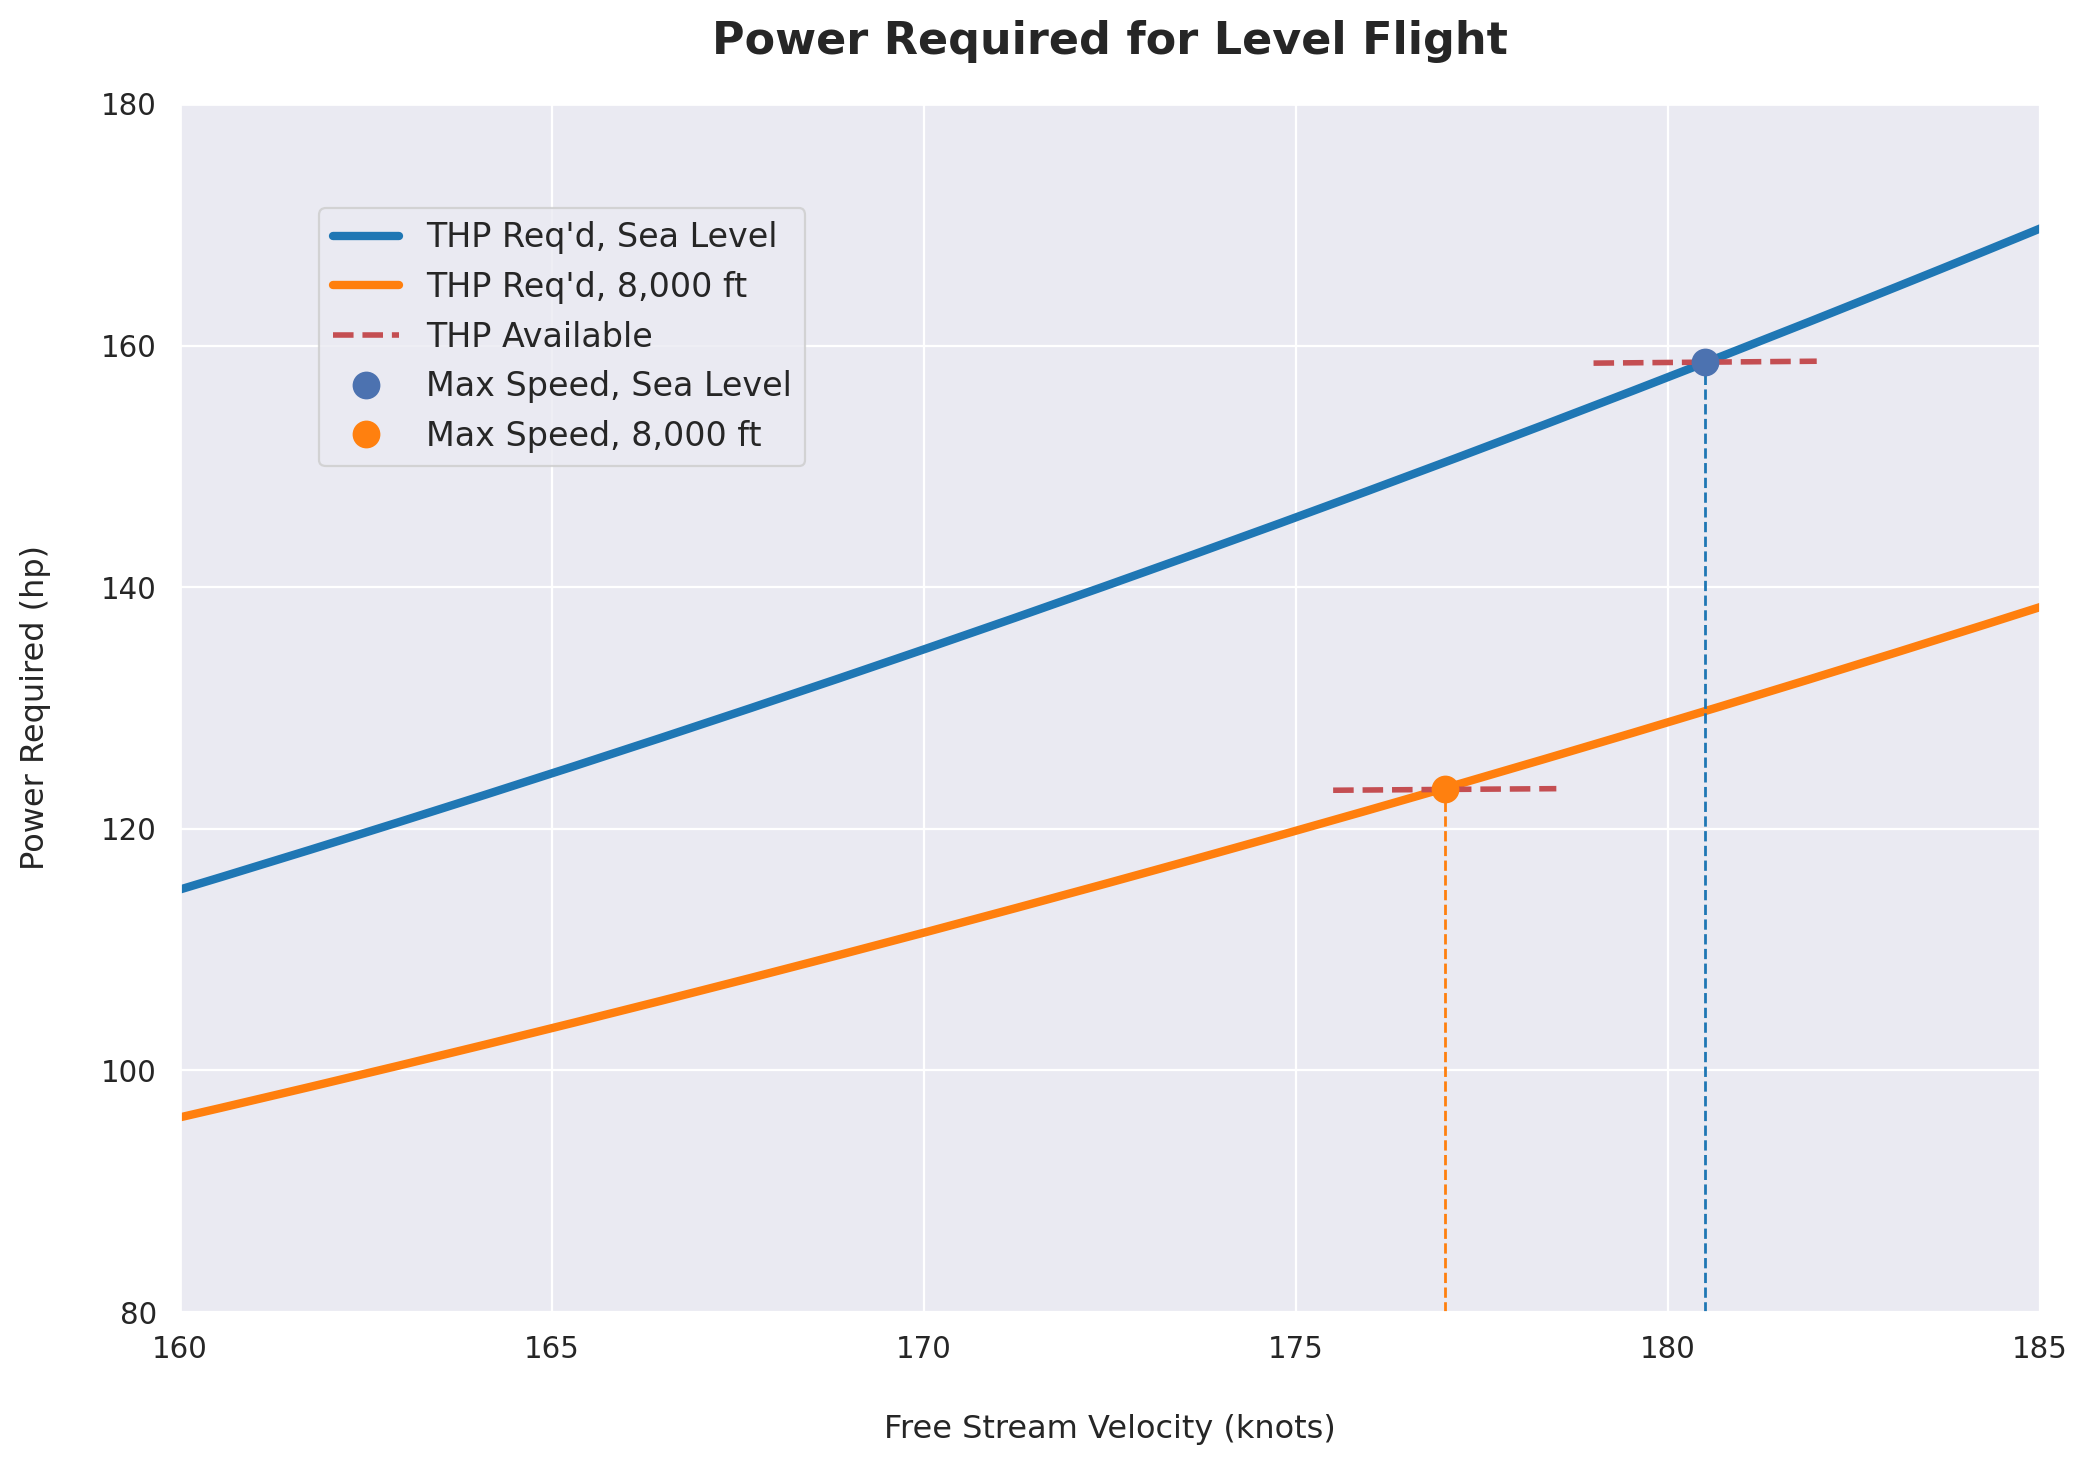 Power Required for Level Flight
180
160
140
120
100
80
Power Required (hp)
THP Req'd, Sea Level
THP Req'd, 8,000 ft
THP Available
Max Speed, Sea Level
Max Speed, 8,000 ft
160 165 170 175 180 185
Free Stream Velocity (knots)